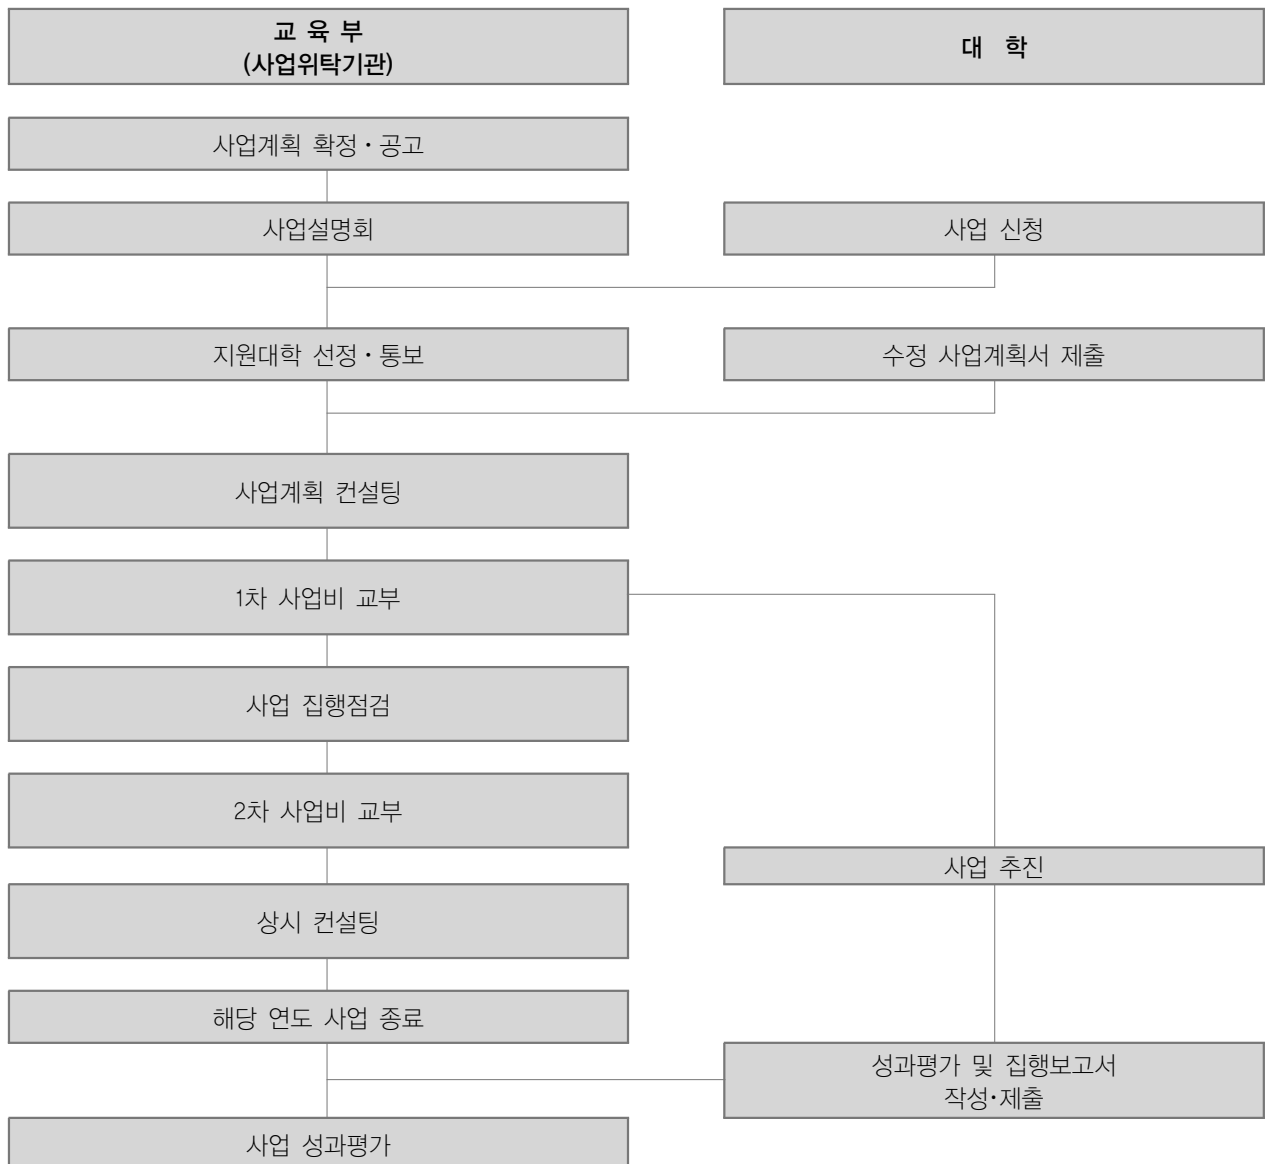 교 육 부
(사업위탁기관)
대 학
사업계획 확정・공고
사업설명회
사업 신청
지원대학 선정・통보
수정 사업계획서 제출
사업계획 컨설팅
1차 사업비 교부
사업 집행점검
2차 사업비 교부
사업 추진
상시 컨설팅
해당 연도 사업 종료
성과평가 및 집행보고서
작성·제출
사업 성과평가